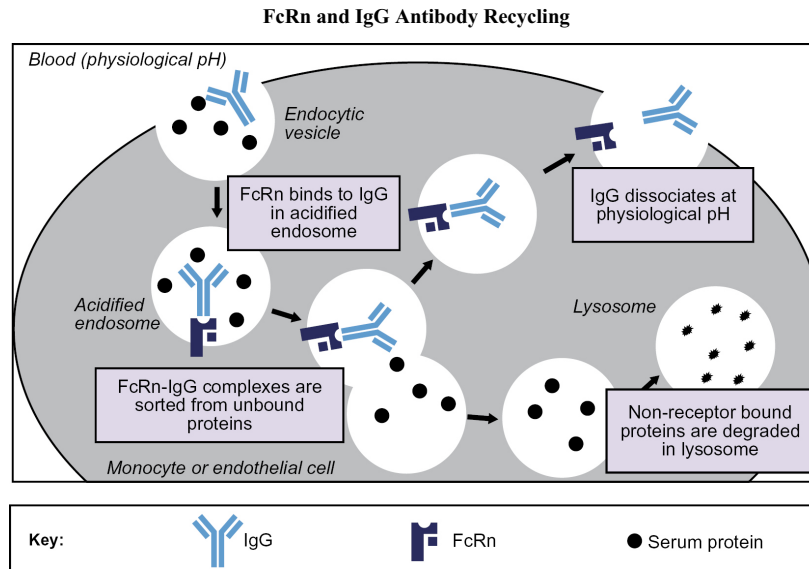 FcRn and IgG Antibody Recycling
Blood (physiological pH)
Endocytic
vesicle
FcRn binds to IgG
in acidified
endosome
IgG dissociates at
physiological pH
Acidified
endosome
Lysosome
FcRn-IgG complexes are
sorted from unbound
proteins
Non-receptor bound
proteins are degraded
in lysosome
Monocyte or endothelial cell
Key:
IgG
FcRn
Serum protein